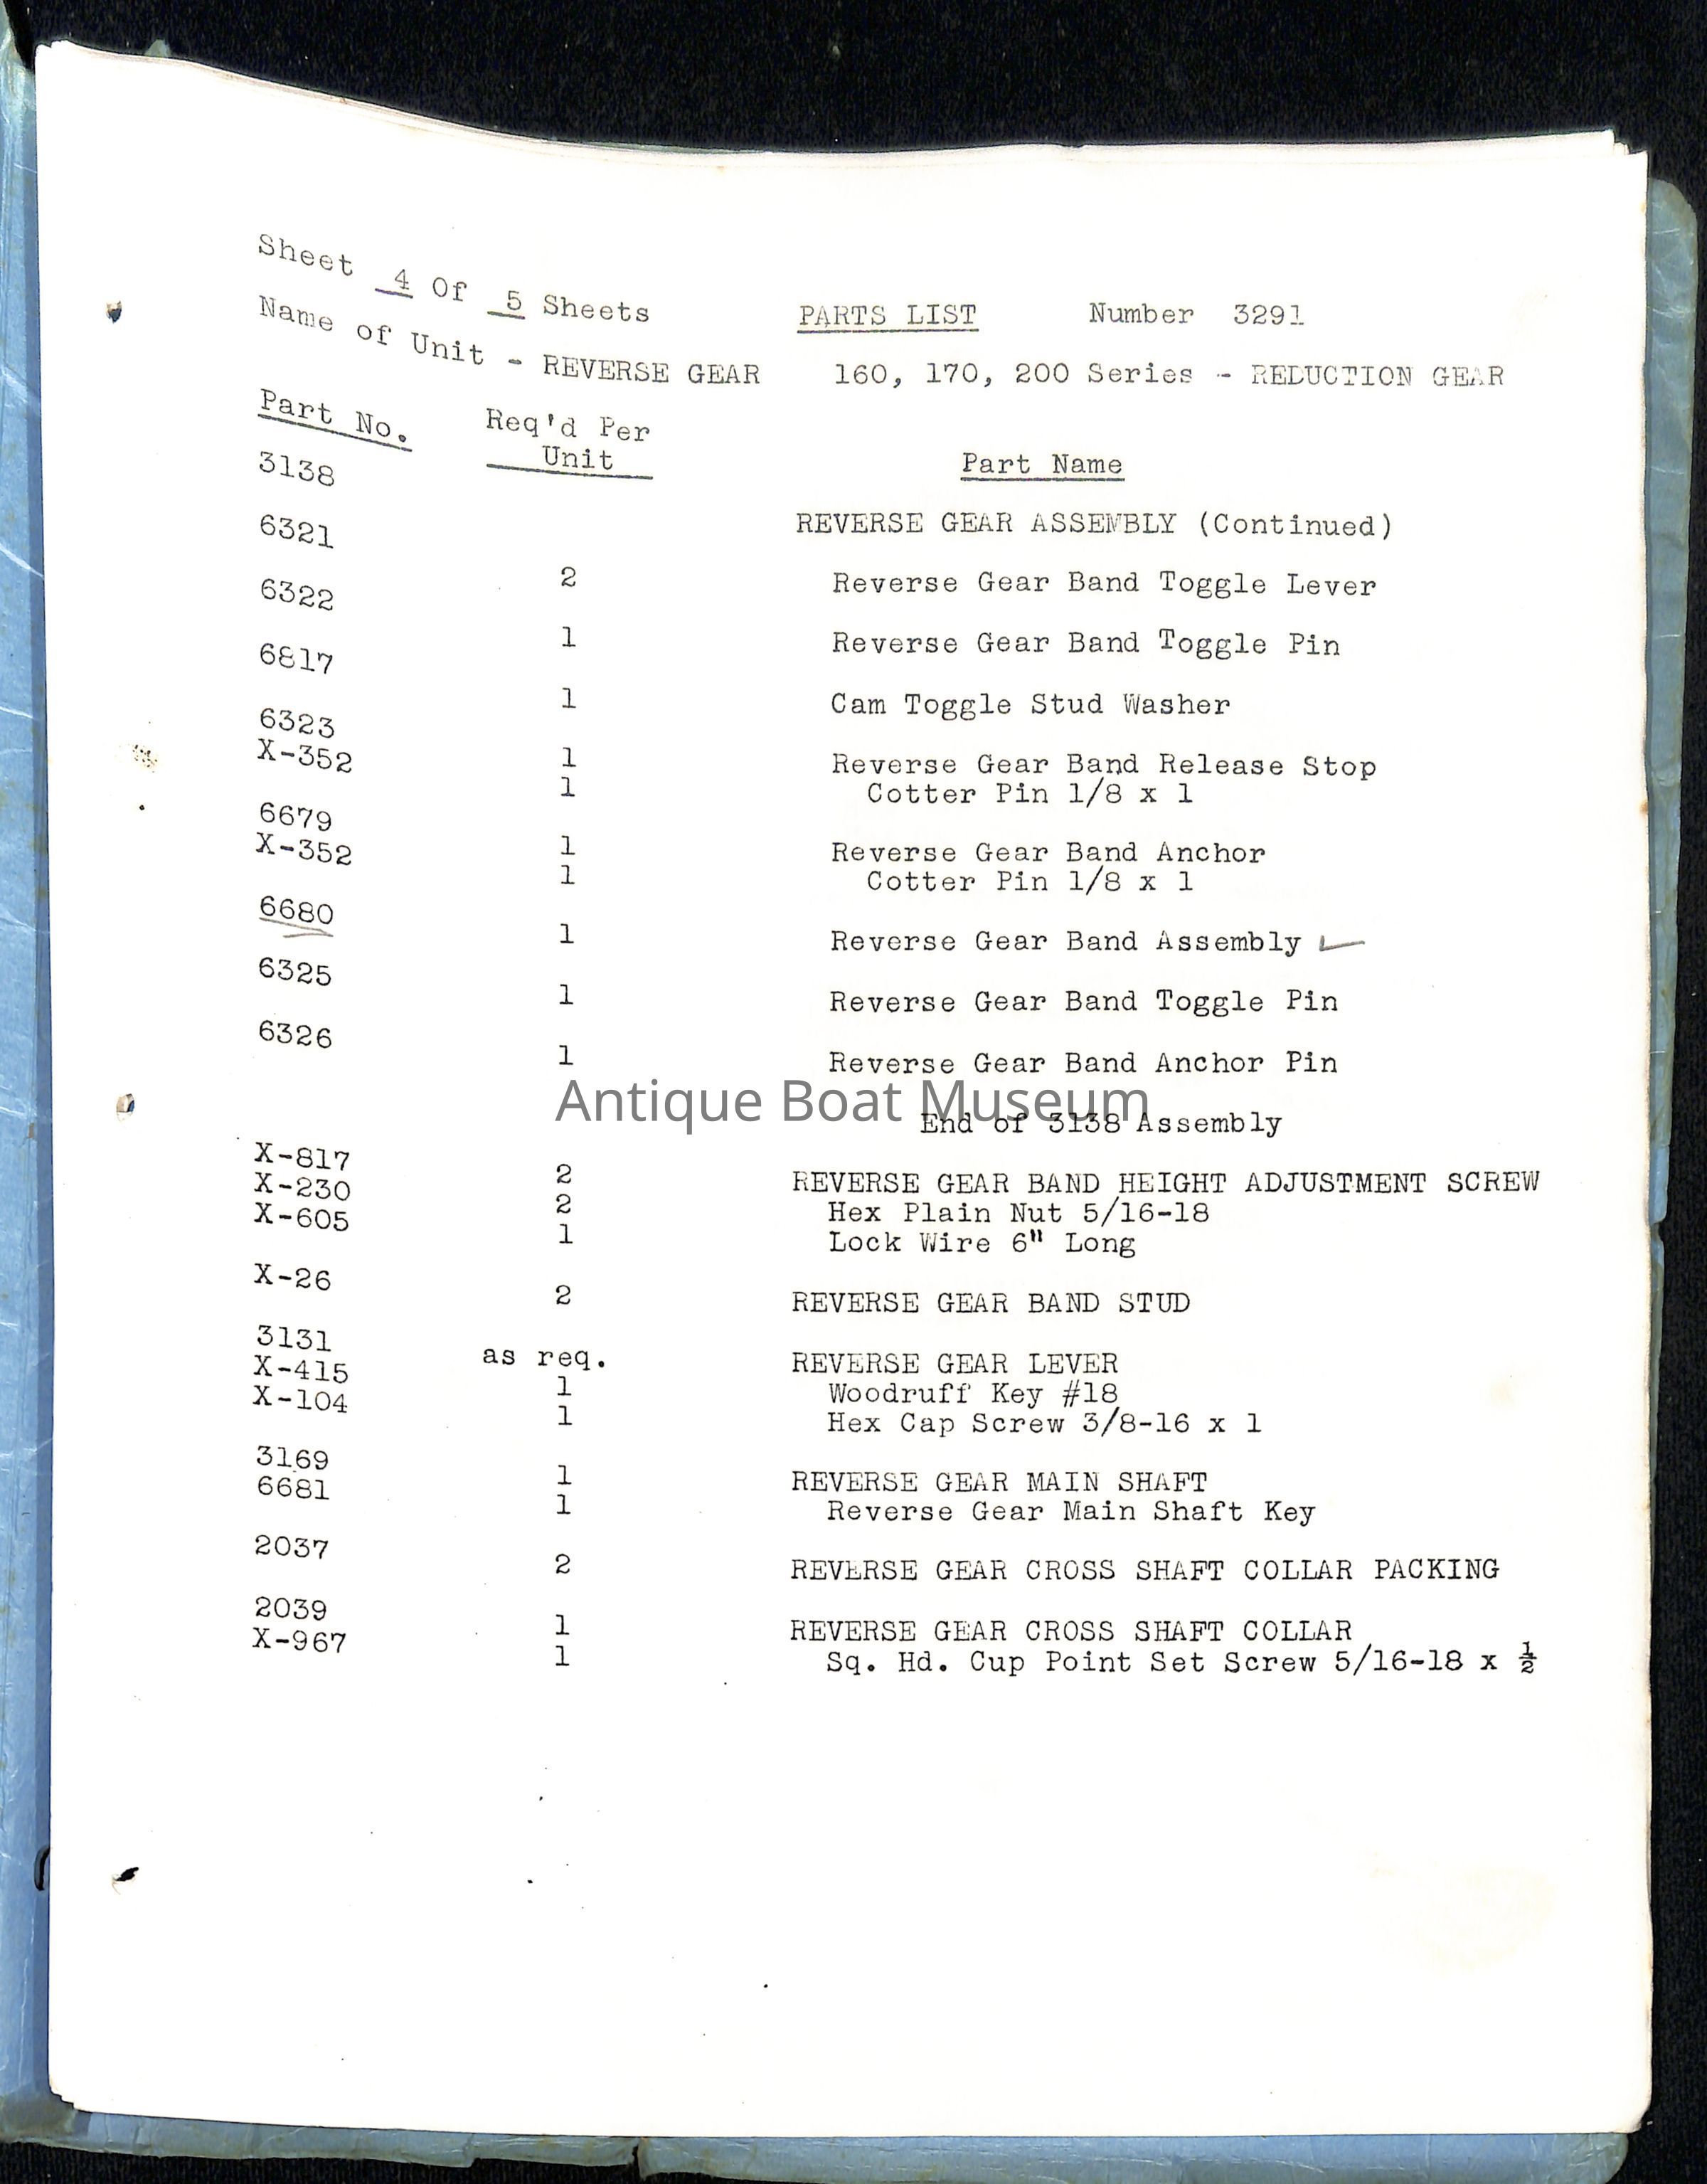 Sheet 4 Of 5 Sheets PARTS LIST Number 3291
Name of Unit - REVERSE GEAR 160, 170, 200 Series - REDUCTION GEAR
Part No. Req'd Per Unit Part Name
3138 REVERSE GEAR ASSEMBLY (Continued)
6321 2 Reverse Gear Band Toggle Lever
6322 1 Reverse Gear Band Toggle Pin
6817 1 Cam Toggle Stud Washer
6323 1 Reverse Gear Band Release Stop
X-352 1 Cotter Pin 1/8 x 1
6679 1 Reverse Gear Band Anchor
X-352 1 Cotter Pin 1/8 x 1
6680 1 Reverse Gear Band Assembly ✓
6325 1 Reverse Gear Band Toggle Pin
6326 1 Reverse Gear Band Anchor Pin
Antique Boat Museum
End of 3138 Assembly
X-817 2 REVERSE GEAR BAND HEIGHT ADJUSTMENT SCREW
X-230 2 Hex Plain Nut 5/16-18
X-605 1 Lock Wire 6" Long
X-26 2 REVERSE GEAR BAND STUD
3131 as req. REVERSE GEAR LEVER
X-415 1 Woodruff Key #18
X-104 1 Hex Cap Screw 3/8-16 x 1
3169 1 REVERSE GEAR MAIN SHAFT
6681 1 Reverse Gear Main Shaft Key
2037 2 REVERSE GEAR CROSS SHAFT COLLAR PACKING
2039 1 REVERSE GEAR CROSS SHAFT COLLAR
X-967 1 Sq. Hd. Cup Point Set Screw 5/16-18 x ½